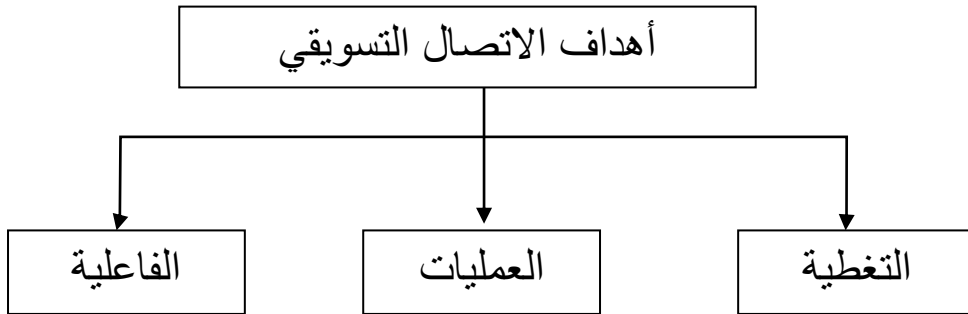 أهداف الاتصال التسويقي
التغطية
العمليات
الفاعلية